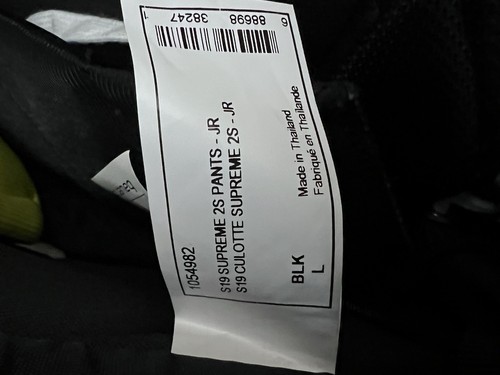 1054982
S19 SUPREME 2S PANTS - JR
S19 CULOTTE SUPREME 2S - JR
BLK
L
Made in Thailand
Fabriqué en Thaïlande
1 38247 88698 6